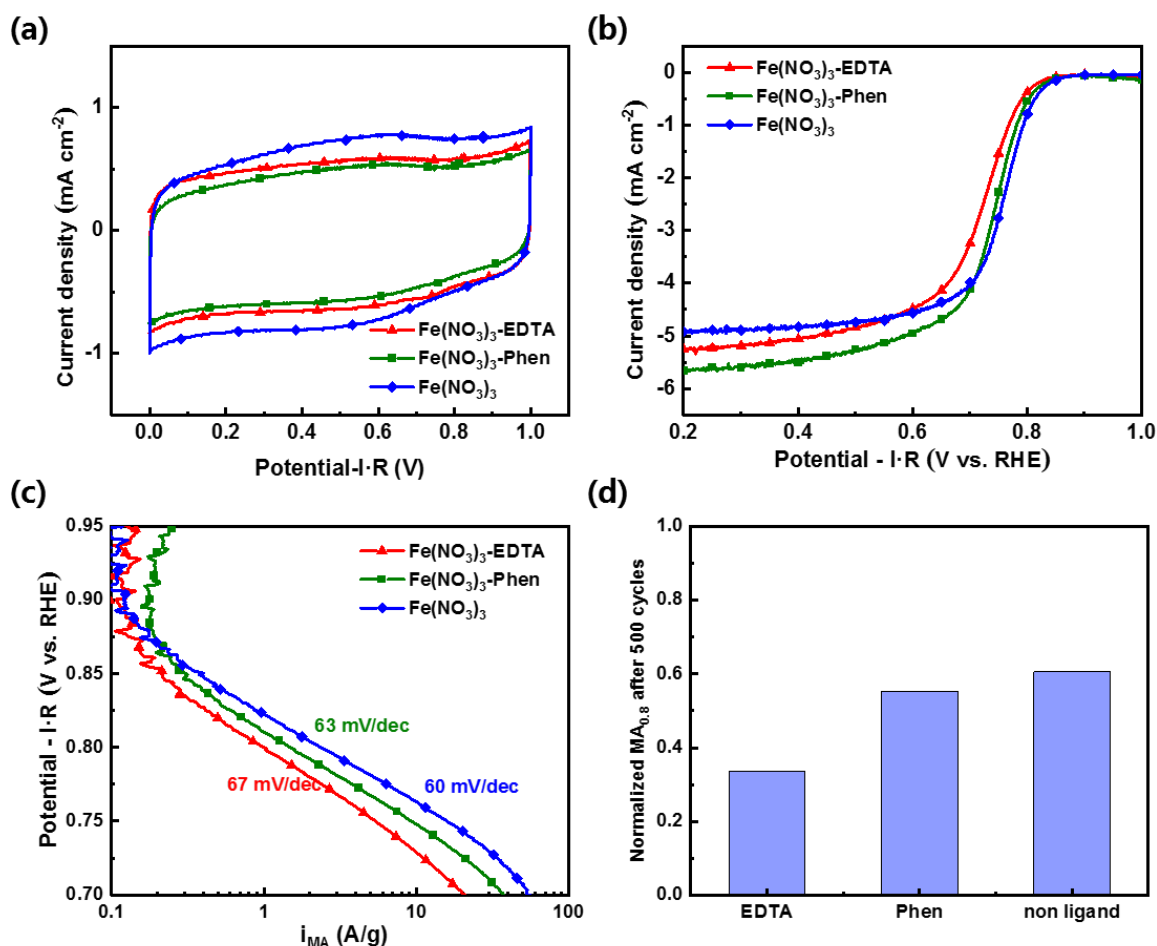 (a)
Current density (mA cm-2)
1
0
-1
Fe(NO3)3-EDTA
Fe(NO3)3-Phen
Fe(NO3)3
0.0 0.2 0.4 0.6 0.8 1.0
Potential-I·R (V)
(b)
Current density (mA cm-2)
0
-1
-2
-3
-4
-5
-6
Fe(NO3)3-EDTA
Fe(NO3)3-Phen
Fe(NO3)3
0.2 0.4 0.6 0.8 1.0
Potential - I·R (V vs. RHE)
(c)
Potential - I·R (V vs. RHE)
0.95
0.90
0.85
0.80
0.75
0.70
Fe(NO3)3-EDTA
Fe(NO3)3-Phen
Fe(NO3)3
63 mV/dec
67 mV/dec
60 mV/dec
0.1 1 10 100
iMA (A/g)
(d)
Normalized MA0.8 after 500 cycles
1.0
0.8
0.6
0.4
0.2
0.0
EDTA Phen non ligand